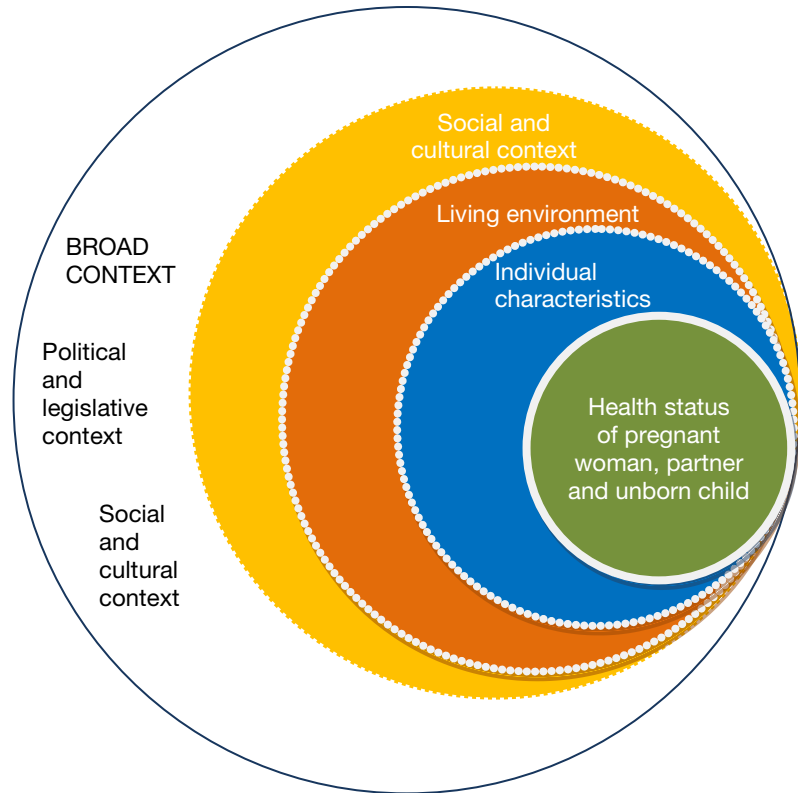 Social and
cultural context
Living environment
Individual
characteristics
Health status
of pregnant
woman, partner
and unborn child
BROAD
CONTEXT
Political
and
legislative
context
Social
and
cultural
context